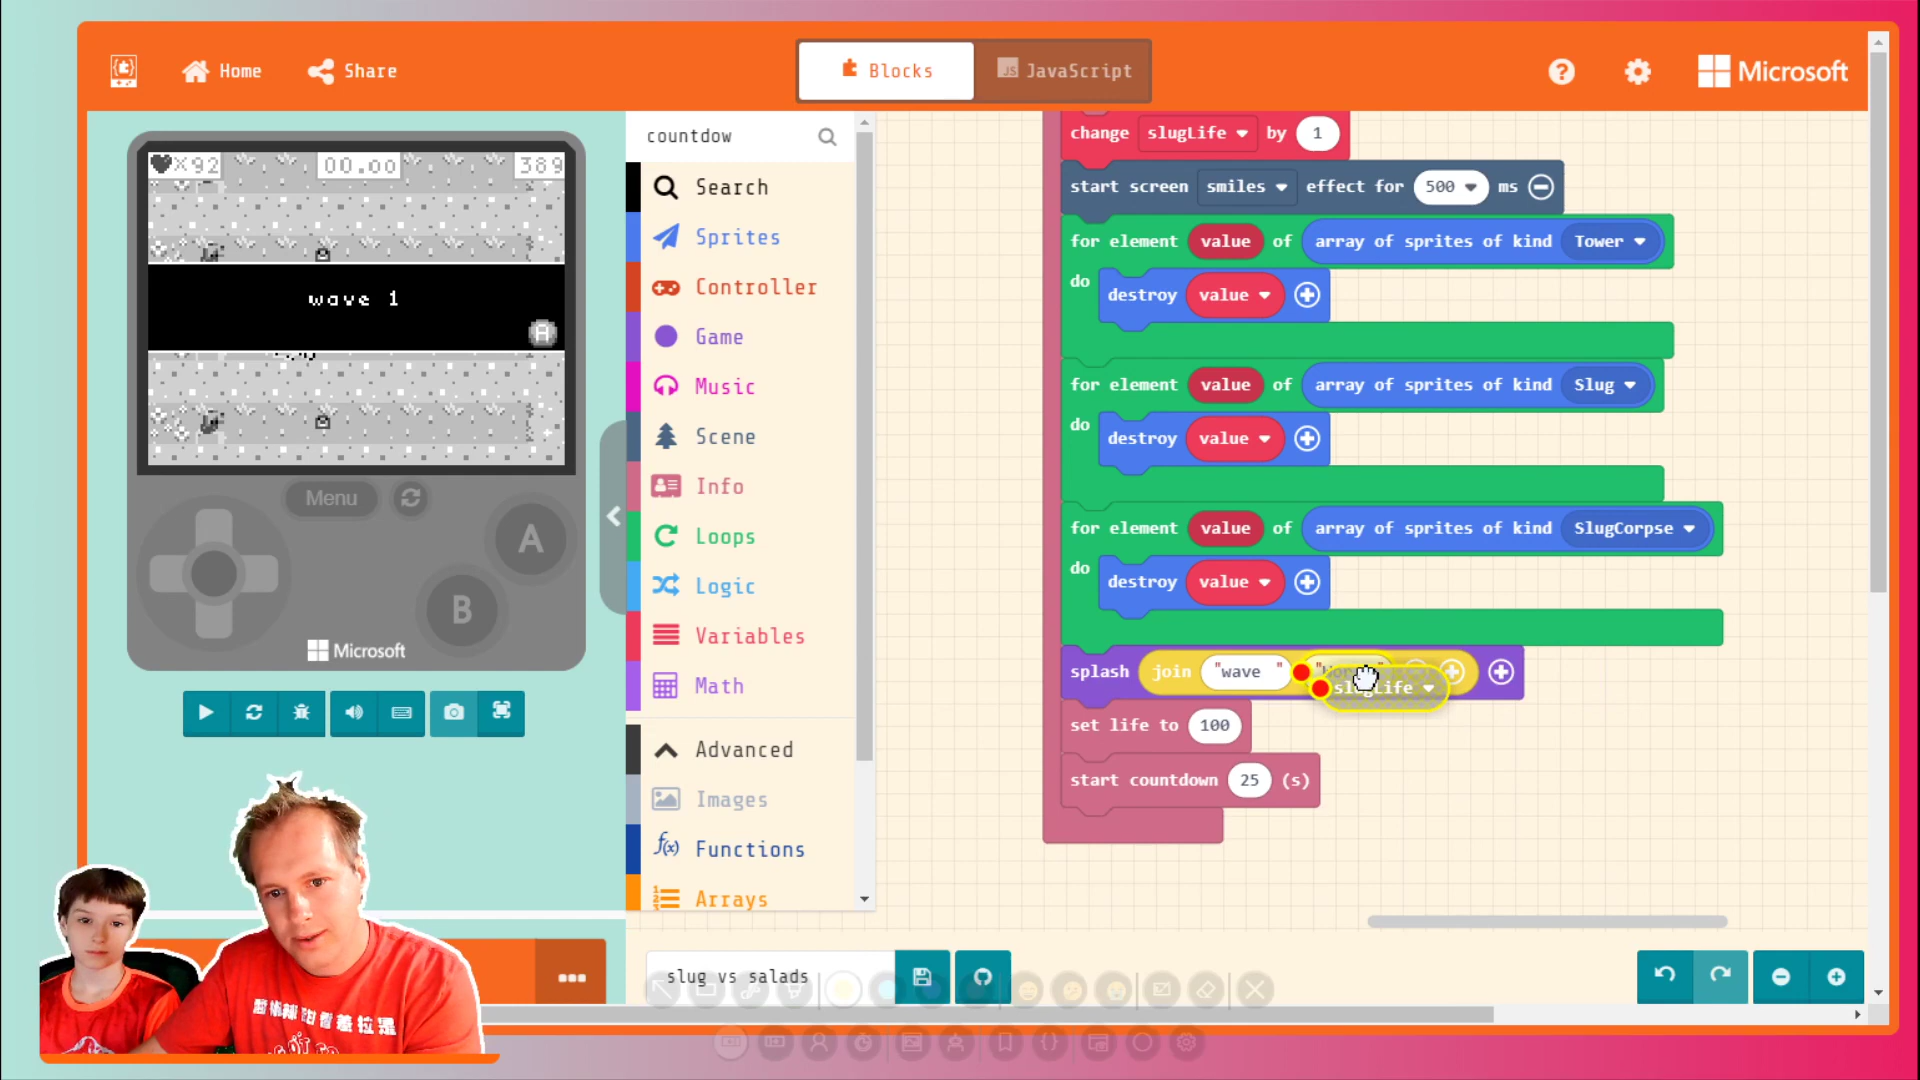 Home
Share
Blocks
JS JavaScript
Microsoft
×92
00.00
389
wave 1
A
Menu
A
B
Microsoft
countdow
Search
Sprites
Controller
Game
Music
Scene
Info
Loops
Logic
Variables
Math
Advanced
Images
Functions
Arrays
change slugLife by 1
start screen smiles effect for 500 ms
for element value of array of sprites of kind Tower
do destroy value
for element value of array of sprites of kind Slug
do destroy value
for element value of array of sprites of kind SlugCorpse
do destroy value
splash join "wave "
slugLife
set life to 100
start countdown 25 (s)
slug vs salads